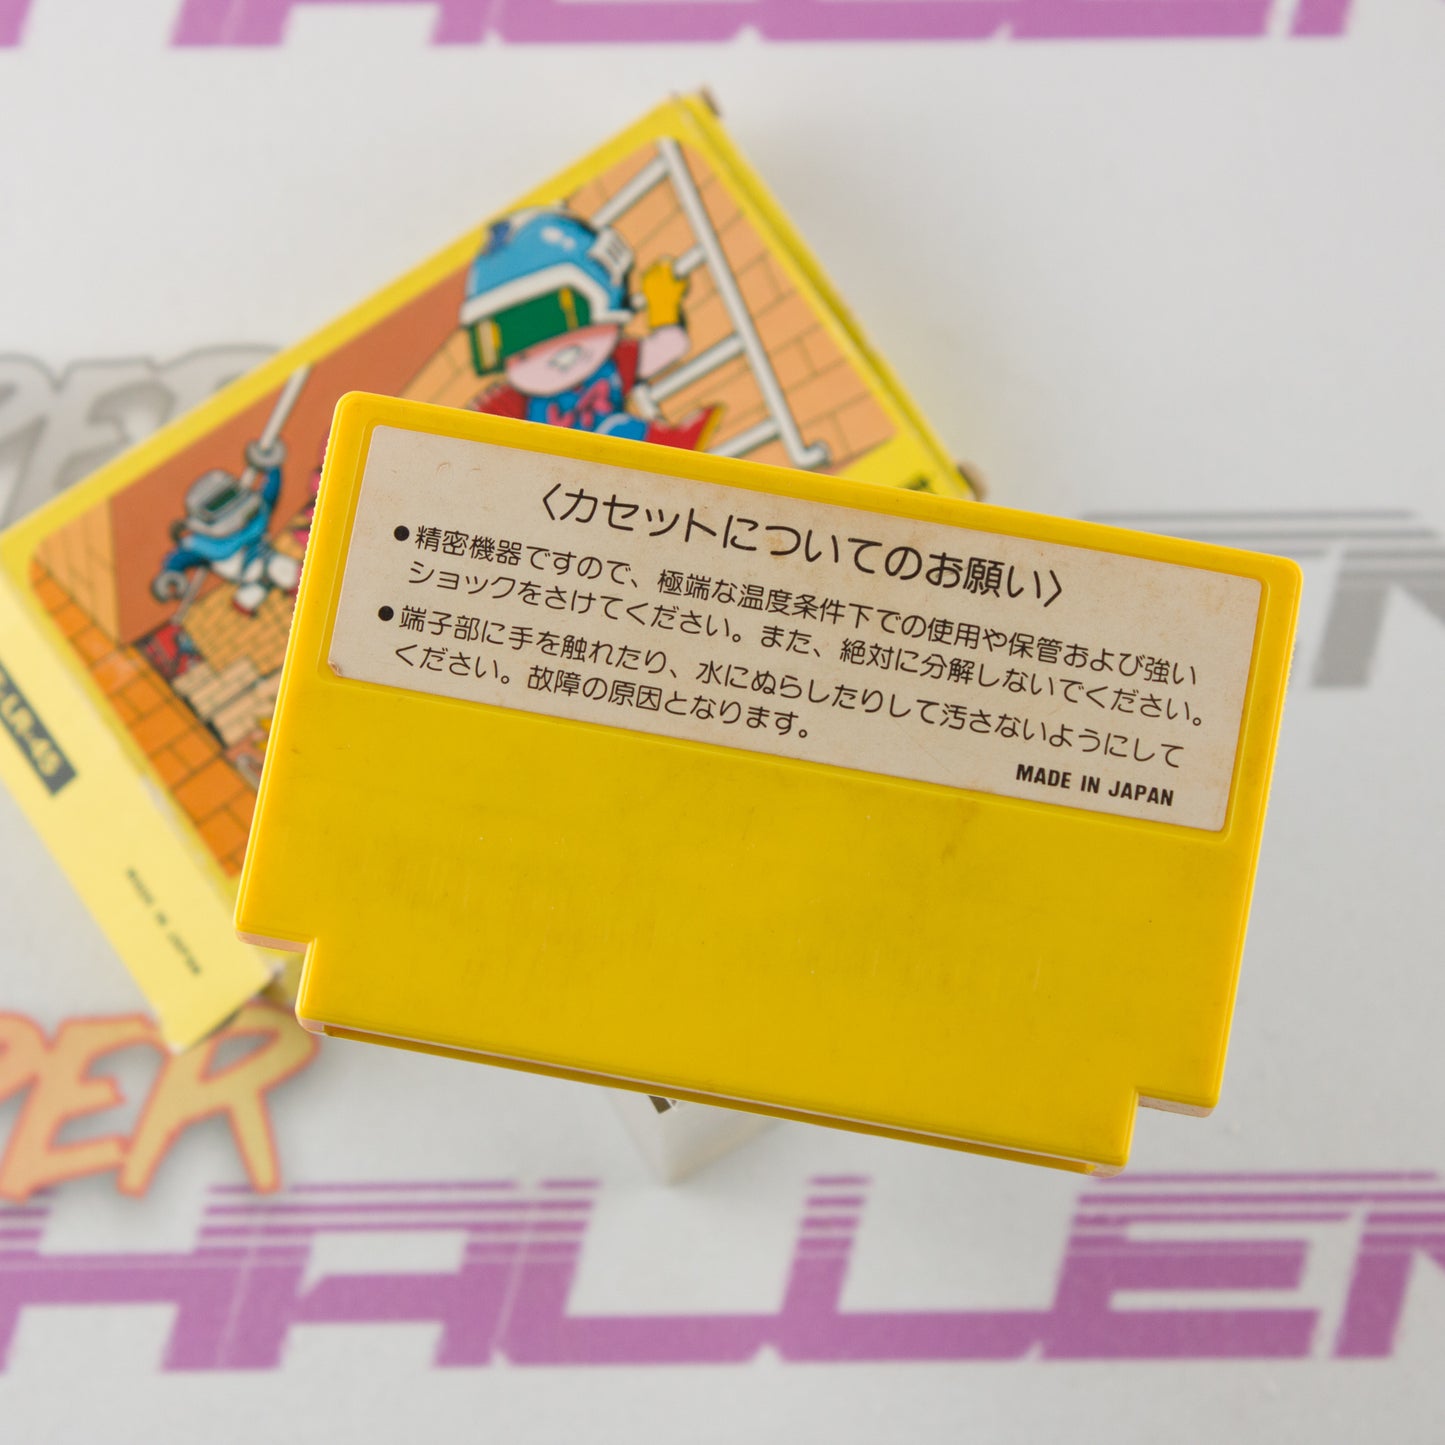 〈カセットについてのお願い〉
●精密機器ですので、極端な温度条件下での使用や保管および強い
ショックをさけてください。また、絶対に分解しないでください。
●端子部に手を触れたり、水にぬらしたりして汚さないようにして
ください。故障の原因となります。
MADE IN JAPAN
MADE IN JAPAN